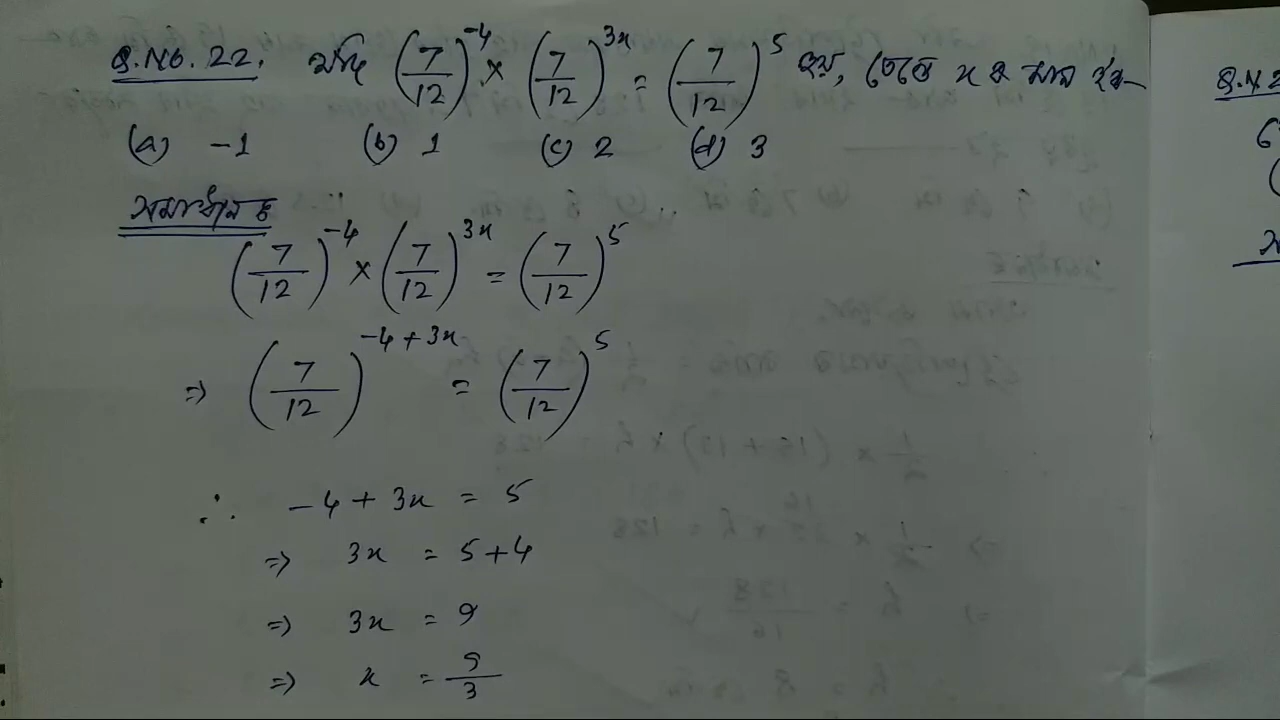 Q.No. 22. যদি (7/12)^-4 × (7/12)^3x = (7/12)^5 হয়, তেন্তে x ৰ মান হ'ব-
(a) -1 (b) 1 (c) 2 (d) 3
সমাধানঃ
(7/12)^-4 × (7/12)^3x = (7/12)^5
⇒ (7/12)^-4+3x = (7/12)^5
∴ -4+3x = 5
⇒ 3x = 5+4
⇒ 3x = 9
⇒ x = 9/3